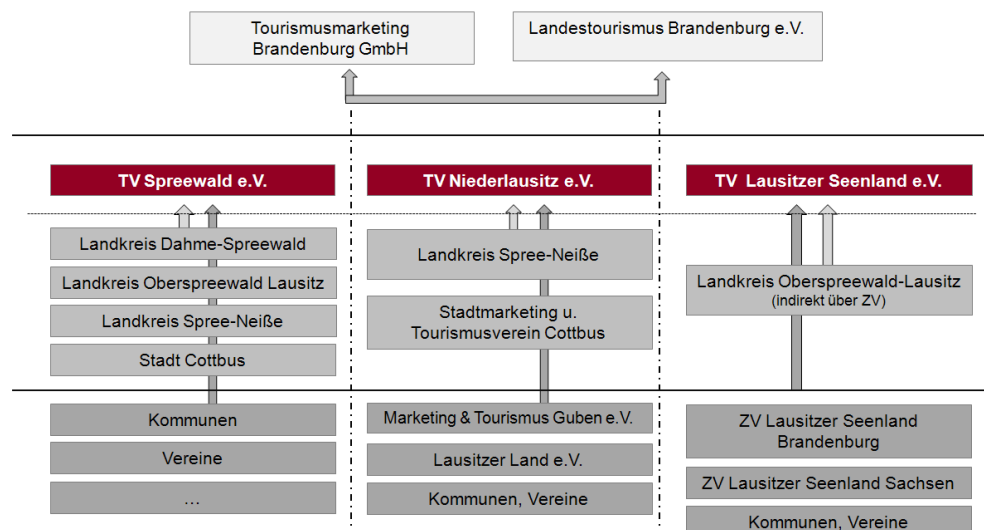 Tourismusmarketing
Brandenburg GmbH
Landestourismus Brandenburg e.V.
TV Spreewald e.V.
Landkreis Dahme-Spreewald
Landkreis Oberspreewald Lausitz
Landkreis Spree-Neiße
Stadt Cottbus
Kommunen
Vereine
...
TV Niederlausitz e.V.
Landkreis Spree-Neiße
Stadtmarketing u.
Tourismusverein Cottbus
Marketing & Tourismus Guben e.V.
Lausitzer Land e.V.
Kommunen, Vereine
TV Lausitzer Seenland e.V.
Landkreis Oberspreewald-Lausitz
(indirekt über ZV)
ZV Lausitzer Seenland
Brandenburg
ZV Lausitzer Seenland Sachsen
Kommunen, Vereine